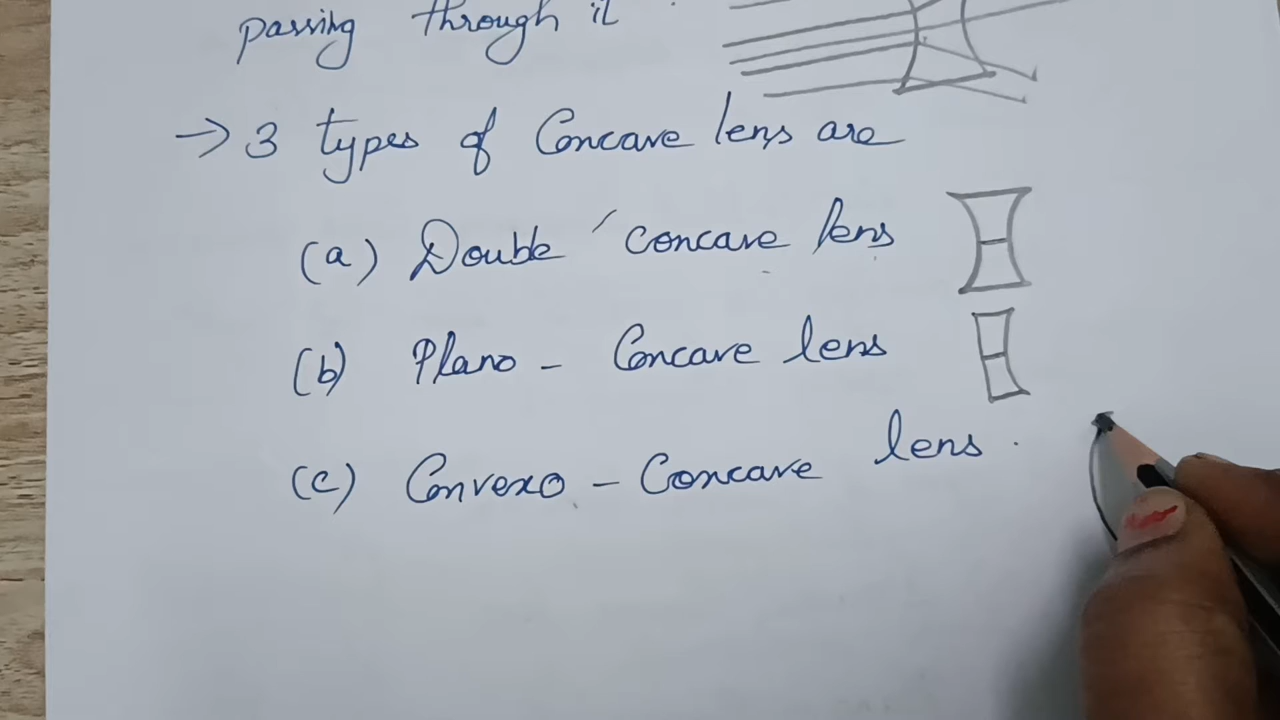 passing through it
→ 3 types of Concave lens are
(a) Double concave lens
(b) Plano - Concave lens
(c) Convexo - Concave lens.